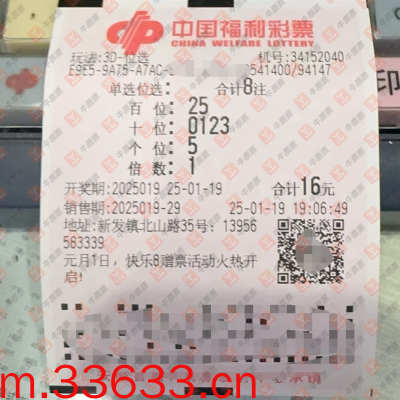 中国福利彩票
CHINA WELFARE LOTTERY
玩法:3D-位选 机号:34152040
E9E5-9A75-A7AC- 541400/94147
单选位选: 合计8注
百 位: 25
十 位: 0123
个 位: 5
倍 数: 1
开奖期:2025019 25-01-19 合计16元
销售期:2025019-29 25-01-19 19:06:49
地址:新发镇北山路35号: 13956
583339
元月1日，快乐8赠票活动火热开
启!
m.33633.cn
印